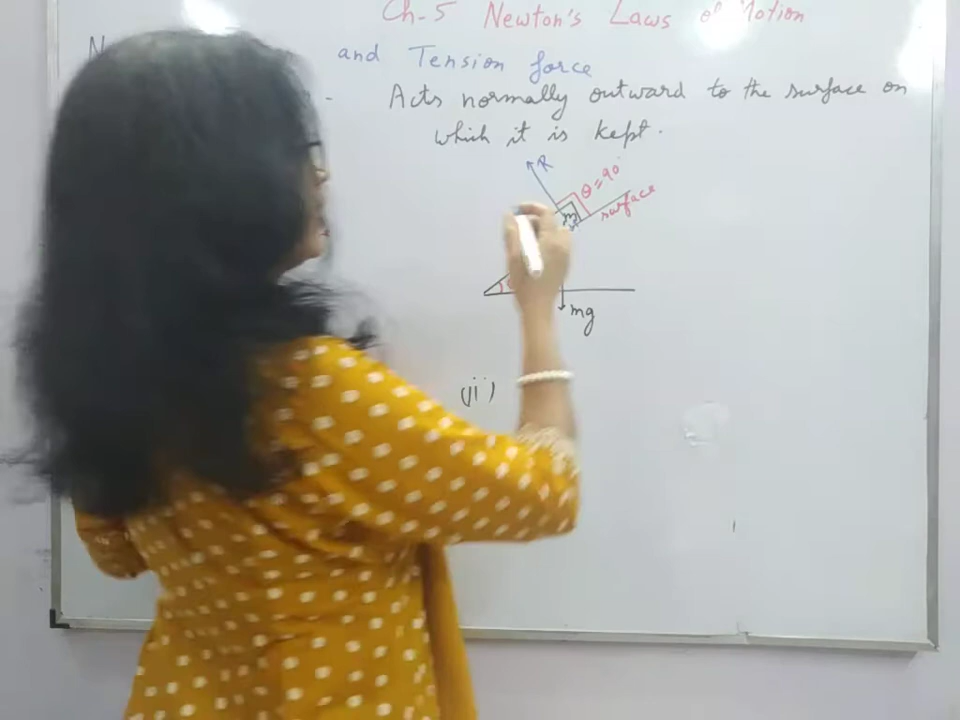 Ch-5 Newton's Laws of Motion
and Tension force
- Acts normally outward to the surface on
which it is kept.
R
θ = 90°
surface
m
mg
(ii)